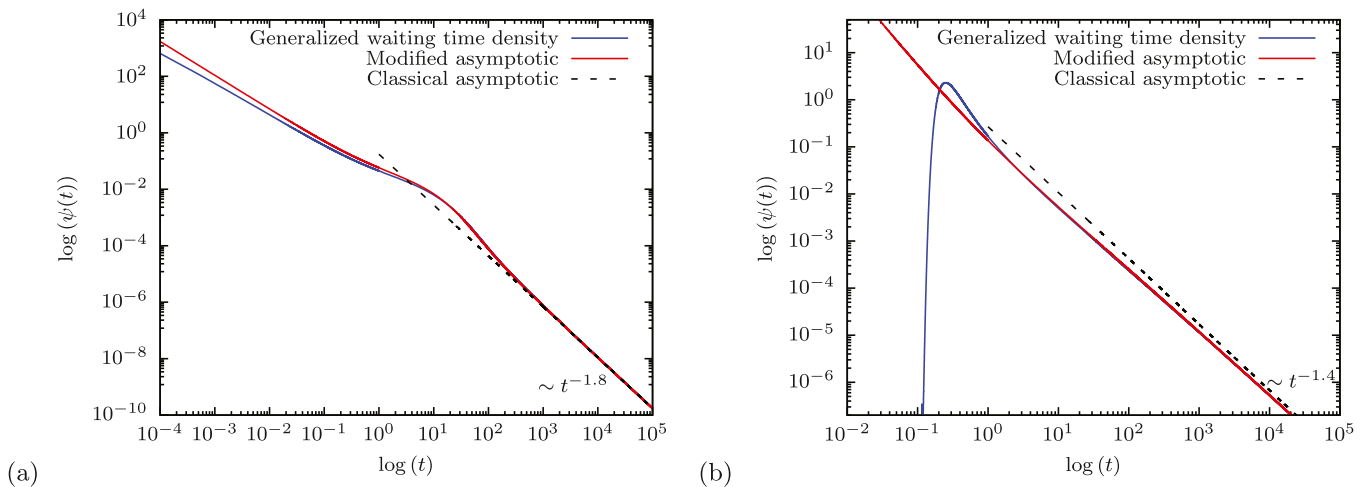 10^4
10^2
10^0
10^−2
10^−4
10^−6
10^−8
10^−10
log (ψ(t))
Generalized waiting time density
Modified asymptotic
Classical asymptotic
∼ t^−1.8
10^−4 10^−3 10^−2 10^−1 10^0 10^1 10^2 10^3 10^4 10^5
log (t)
(a)
10^1
10^0
10^−1
10^−2
10^−3
10^−4
10^−5
10^−6
log (ψ(t))
Generalized waiting time density
Modified asymptotic
Classical asymptotic
∼ t^−1.4
10^−2 10^−1 10^0 10^1 10^2 10^3 10^4 10^5
log (t)
(b)